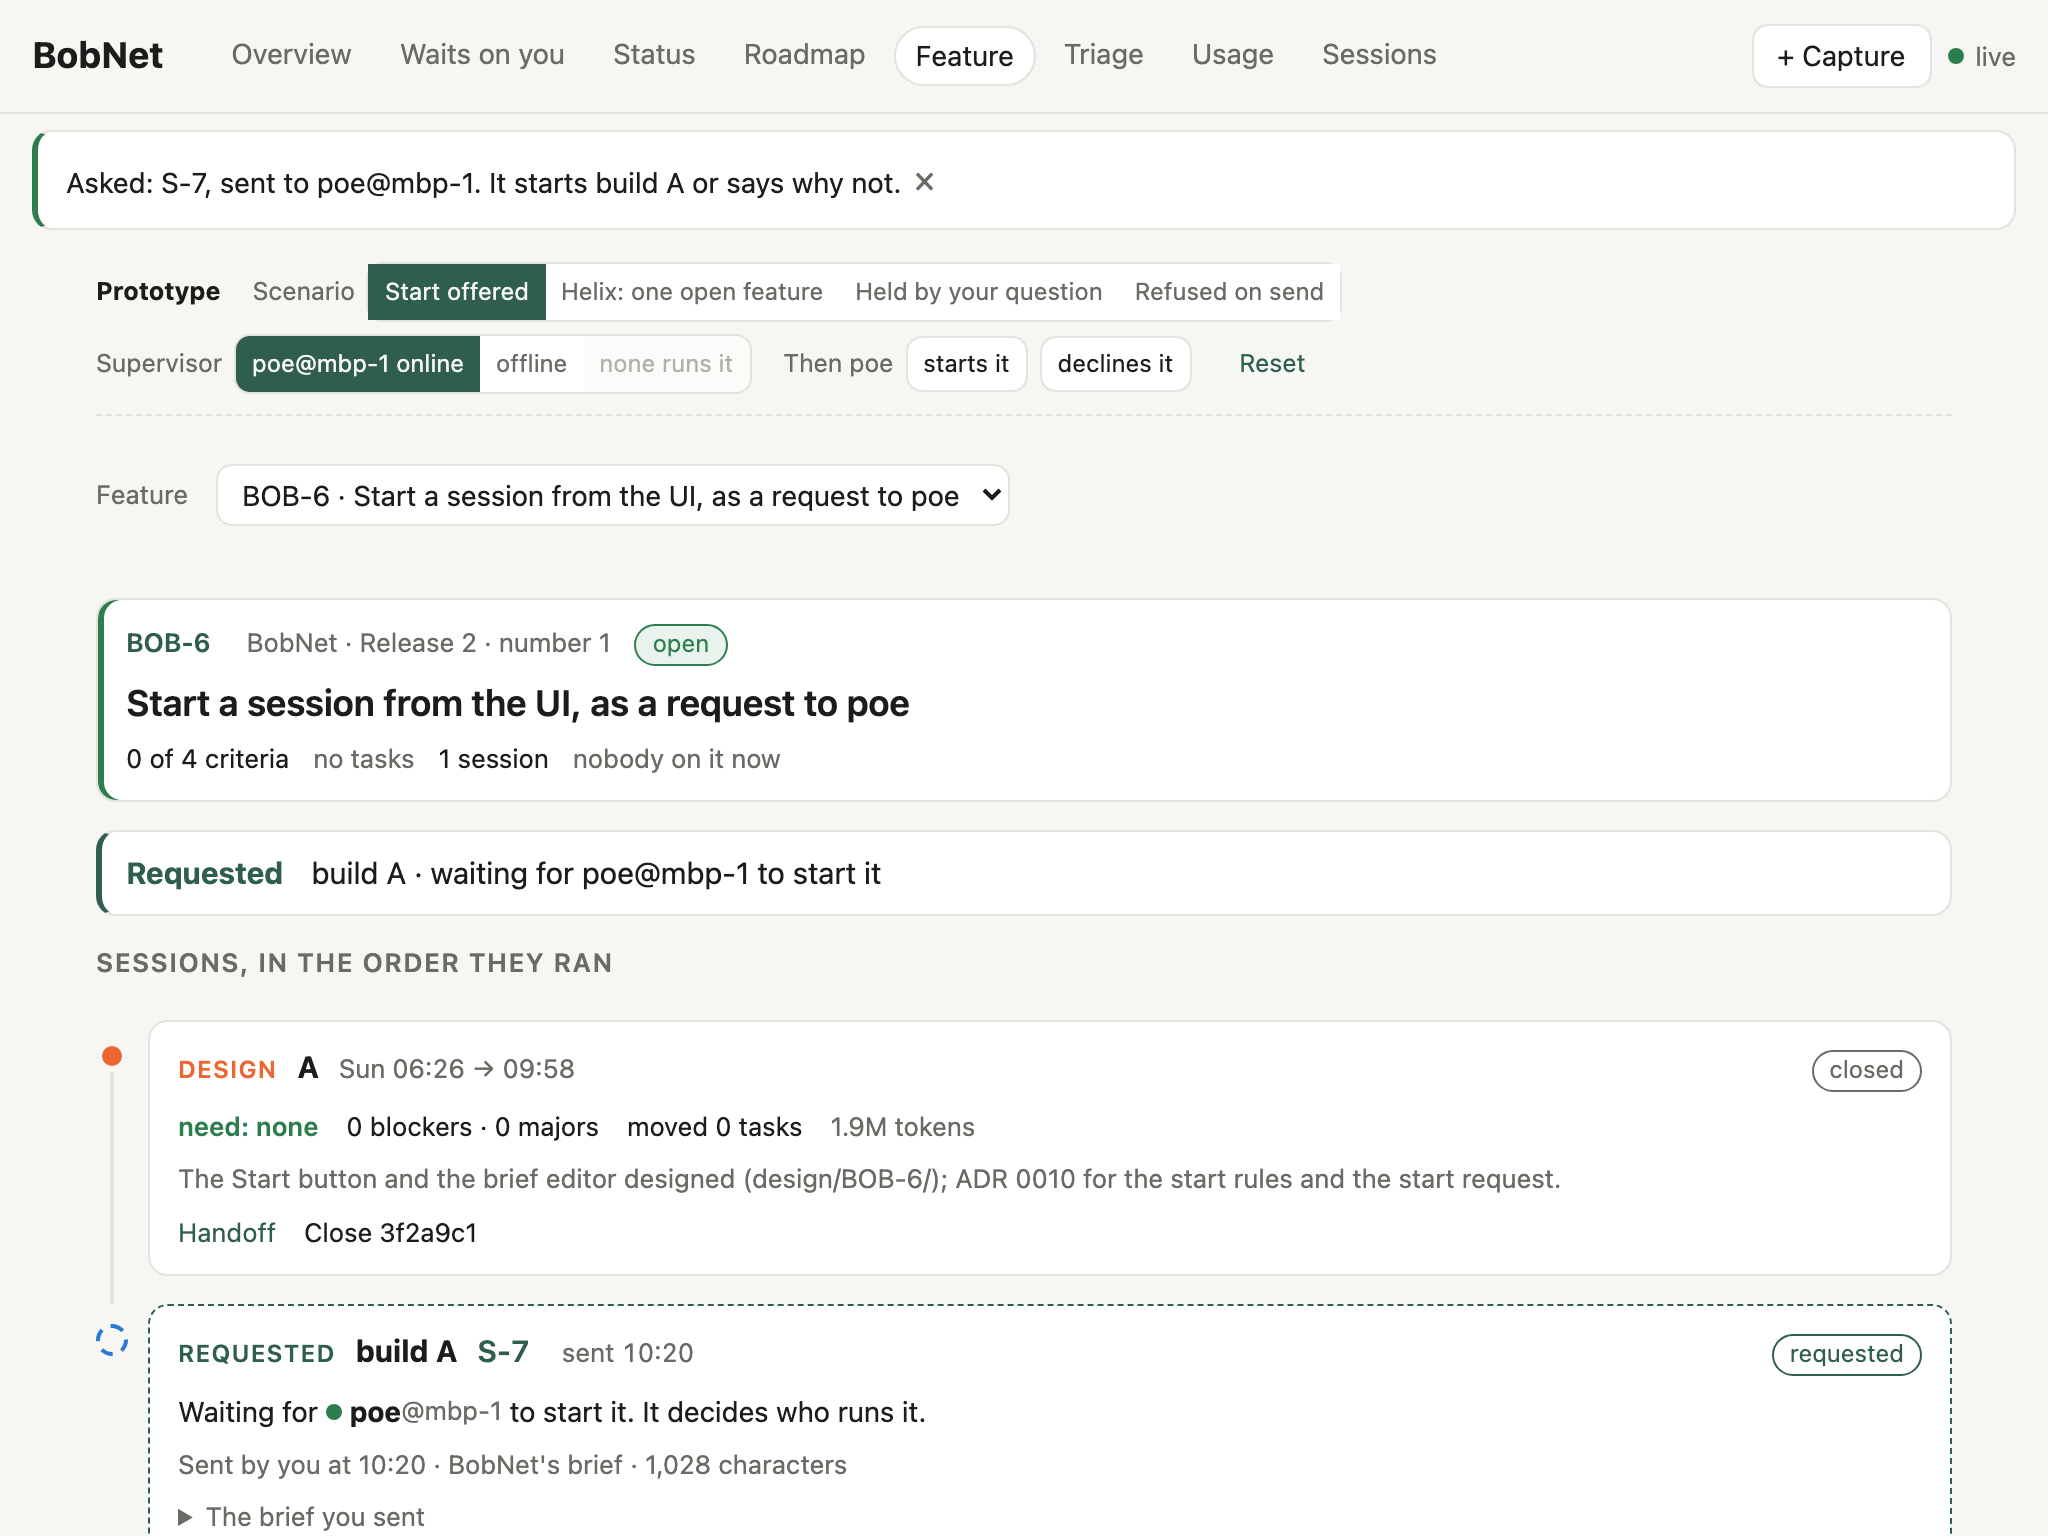 BobNet Overview Waits on you Status Roadmap Feature Triage Usage Sessions + Capture live
Asked: S-7, sent to poe@mbp-1. It starts build A or says why not. ✕
Prototype Scenario Start offered Helix: one open feature Held by your question Refused on send
Supervisor poe@mbp-1 online offline none runs it Then poe starts it declines it Reset
Feature BOB-6 · Start a session from the UI, as a request to poe
BOB-6 BobNet · Release 2 · number 1 open
Start a session from the UI, as a request to poe
0 of 4 criteria no tasks 1 session nobody on it now
Requested build A · waiting for poe@mbp-1 to start it
SESSIONS, IN THE ORDER THEY RAN
DESIGN A Sun 06:26 → 09:58 closed
need: none 0 blockers · 0 majors moved 0 tasks 1.9M tokens
The Start button and the brief editor designed (design/BOB-6/); ADR 0010 for the start rules and the start request.
Handoff Close 3f2a9c1
REQUESTED build A S-7 sent 10:20 requested
Waiting for poe@mbp-1 to start it. It decides who runs it.
Sent by you at 10:20 · BobNet's brief · 1,028 characters
▶ The brief you sent